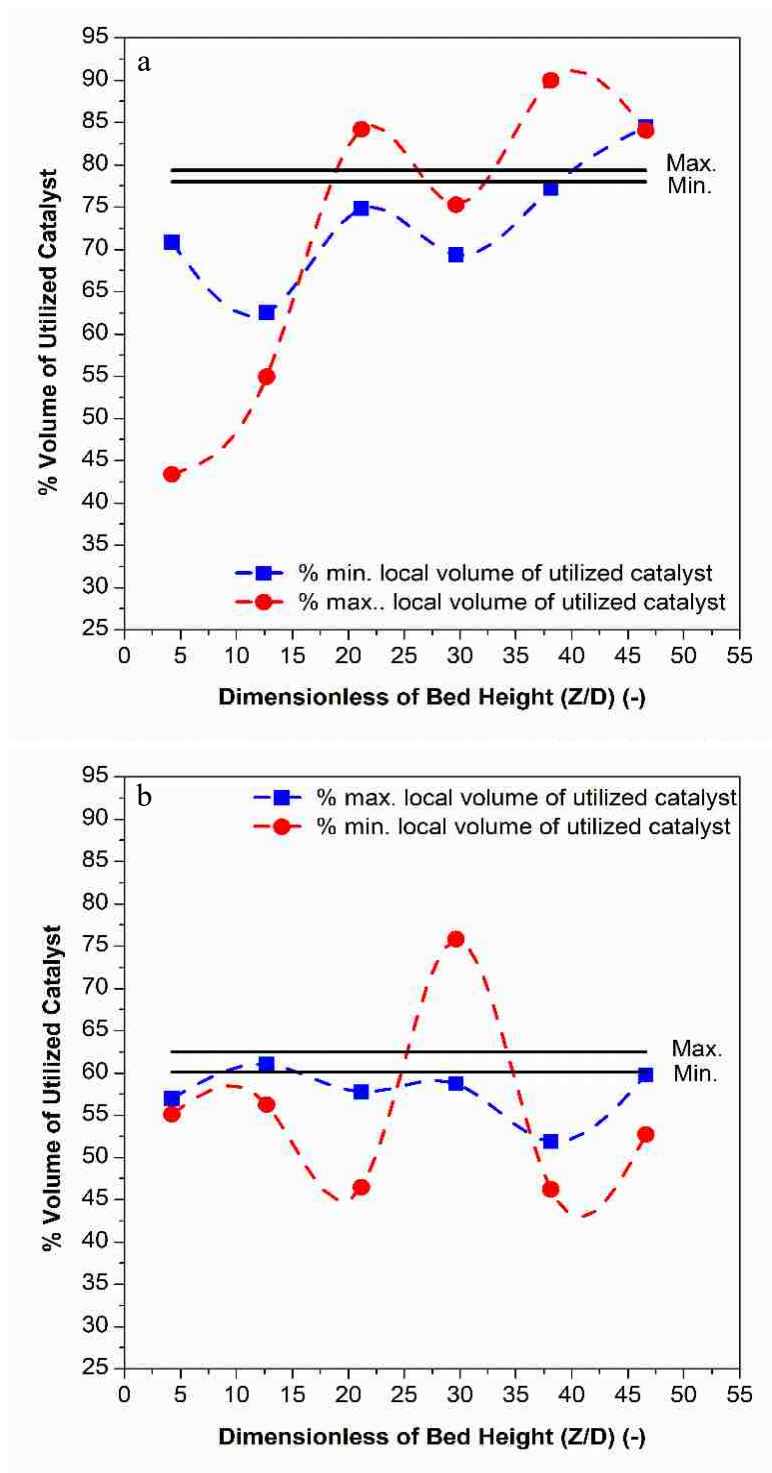 a
95
90
85
80
75
70
65
60
55
50
45
40
35
30
25
% Volume of Utilized Catalyst
Max.
Min.
% min. local volume of utilized catalyst
% max.. local volume of utilized catalyst
0 5 10 15 20 25 30 35 40 45 50 55
Dimensionless of Bed Height (Z/D) (-)
b
95
90
85
80
75
70
65
60
55
50
45
40
35
30
25
% Volume of Utilized Catalyst
% max. local volume of utilized catalyst
% min. local volume of utilized catalyst
Max.
Min.
0 5 10 15 20 25 30 35 40 45 50 55
Dimensionless of Bed Height (Z/D) (-)